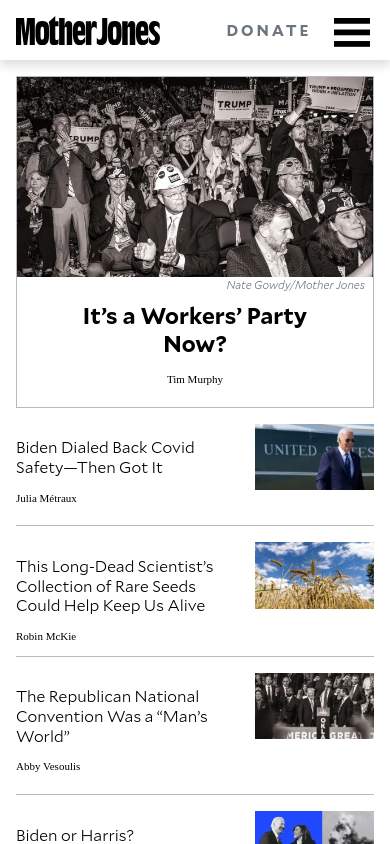 Mother Jones
DONATE
TRUMP
TRUMP
TRUMP
Nate Gowdy/Mother Jones
It’s a Workers’ Party
Now?
Tim Murphy
Biden Dialed Back Covid
Safety—Then Got It
Julia Métraux
UNITED STATES
This Long-Dead Scientist’s
Collection of Rare Seeds
Could Help Keep Us Alive
Robin McKie
The Republican National
Convention Was a “Man’s
World”
Abby Vesoulis
Biden or Harris?